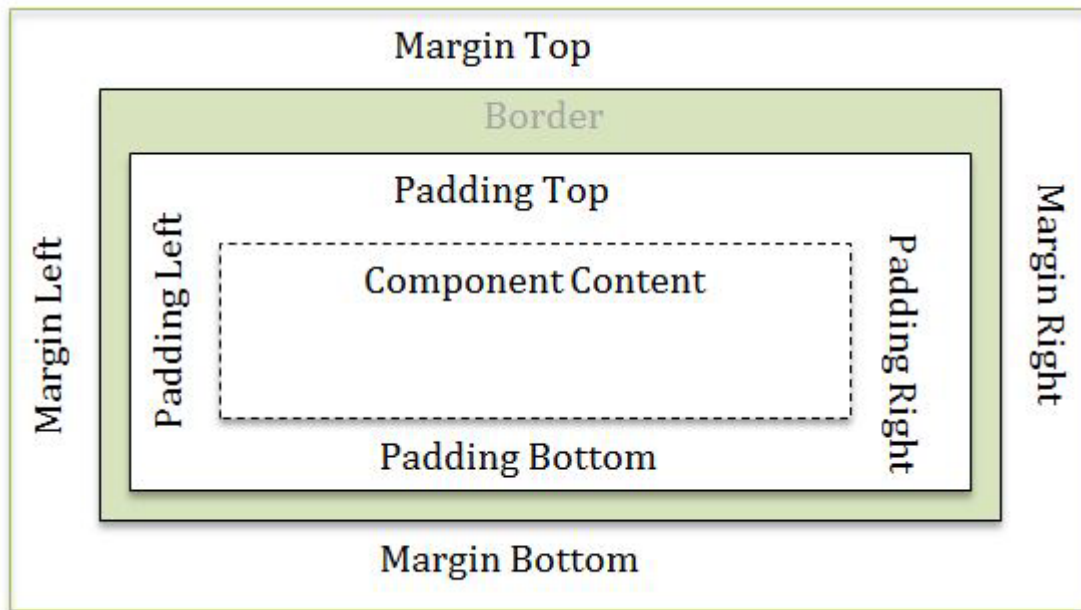 Margin Top
Border
Padding Top
Margin Left
Padding Left
Component Content
Padding Right
Margin Right
Padding Bottom
Margin Bottom